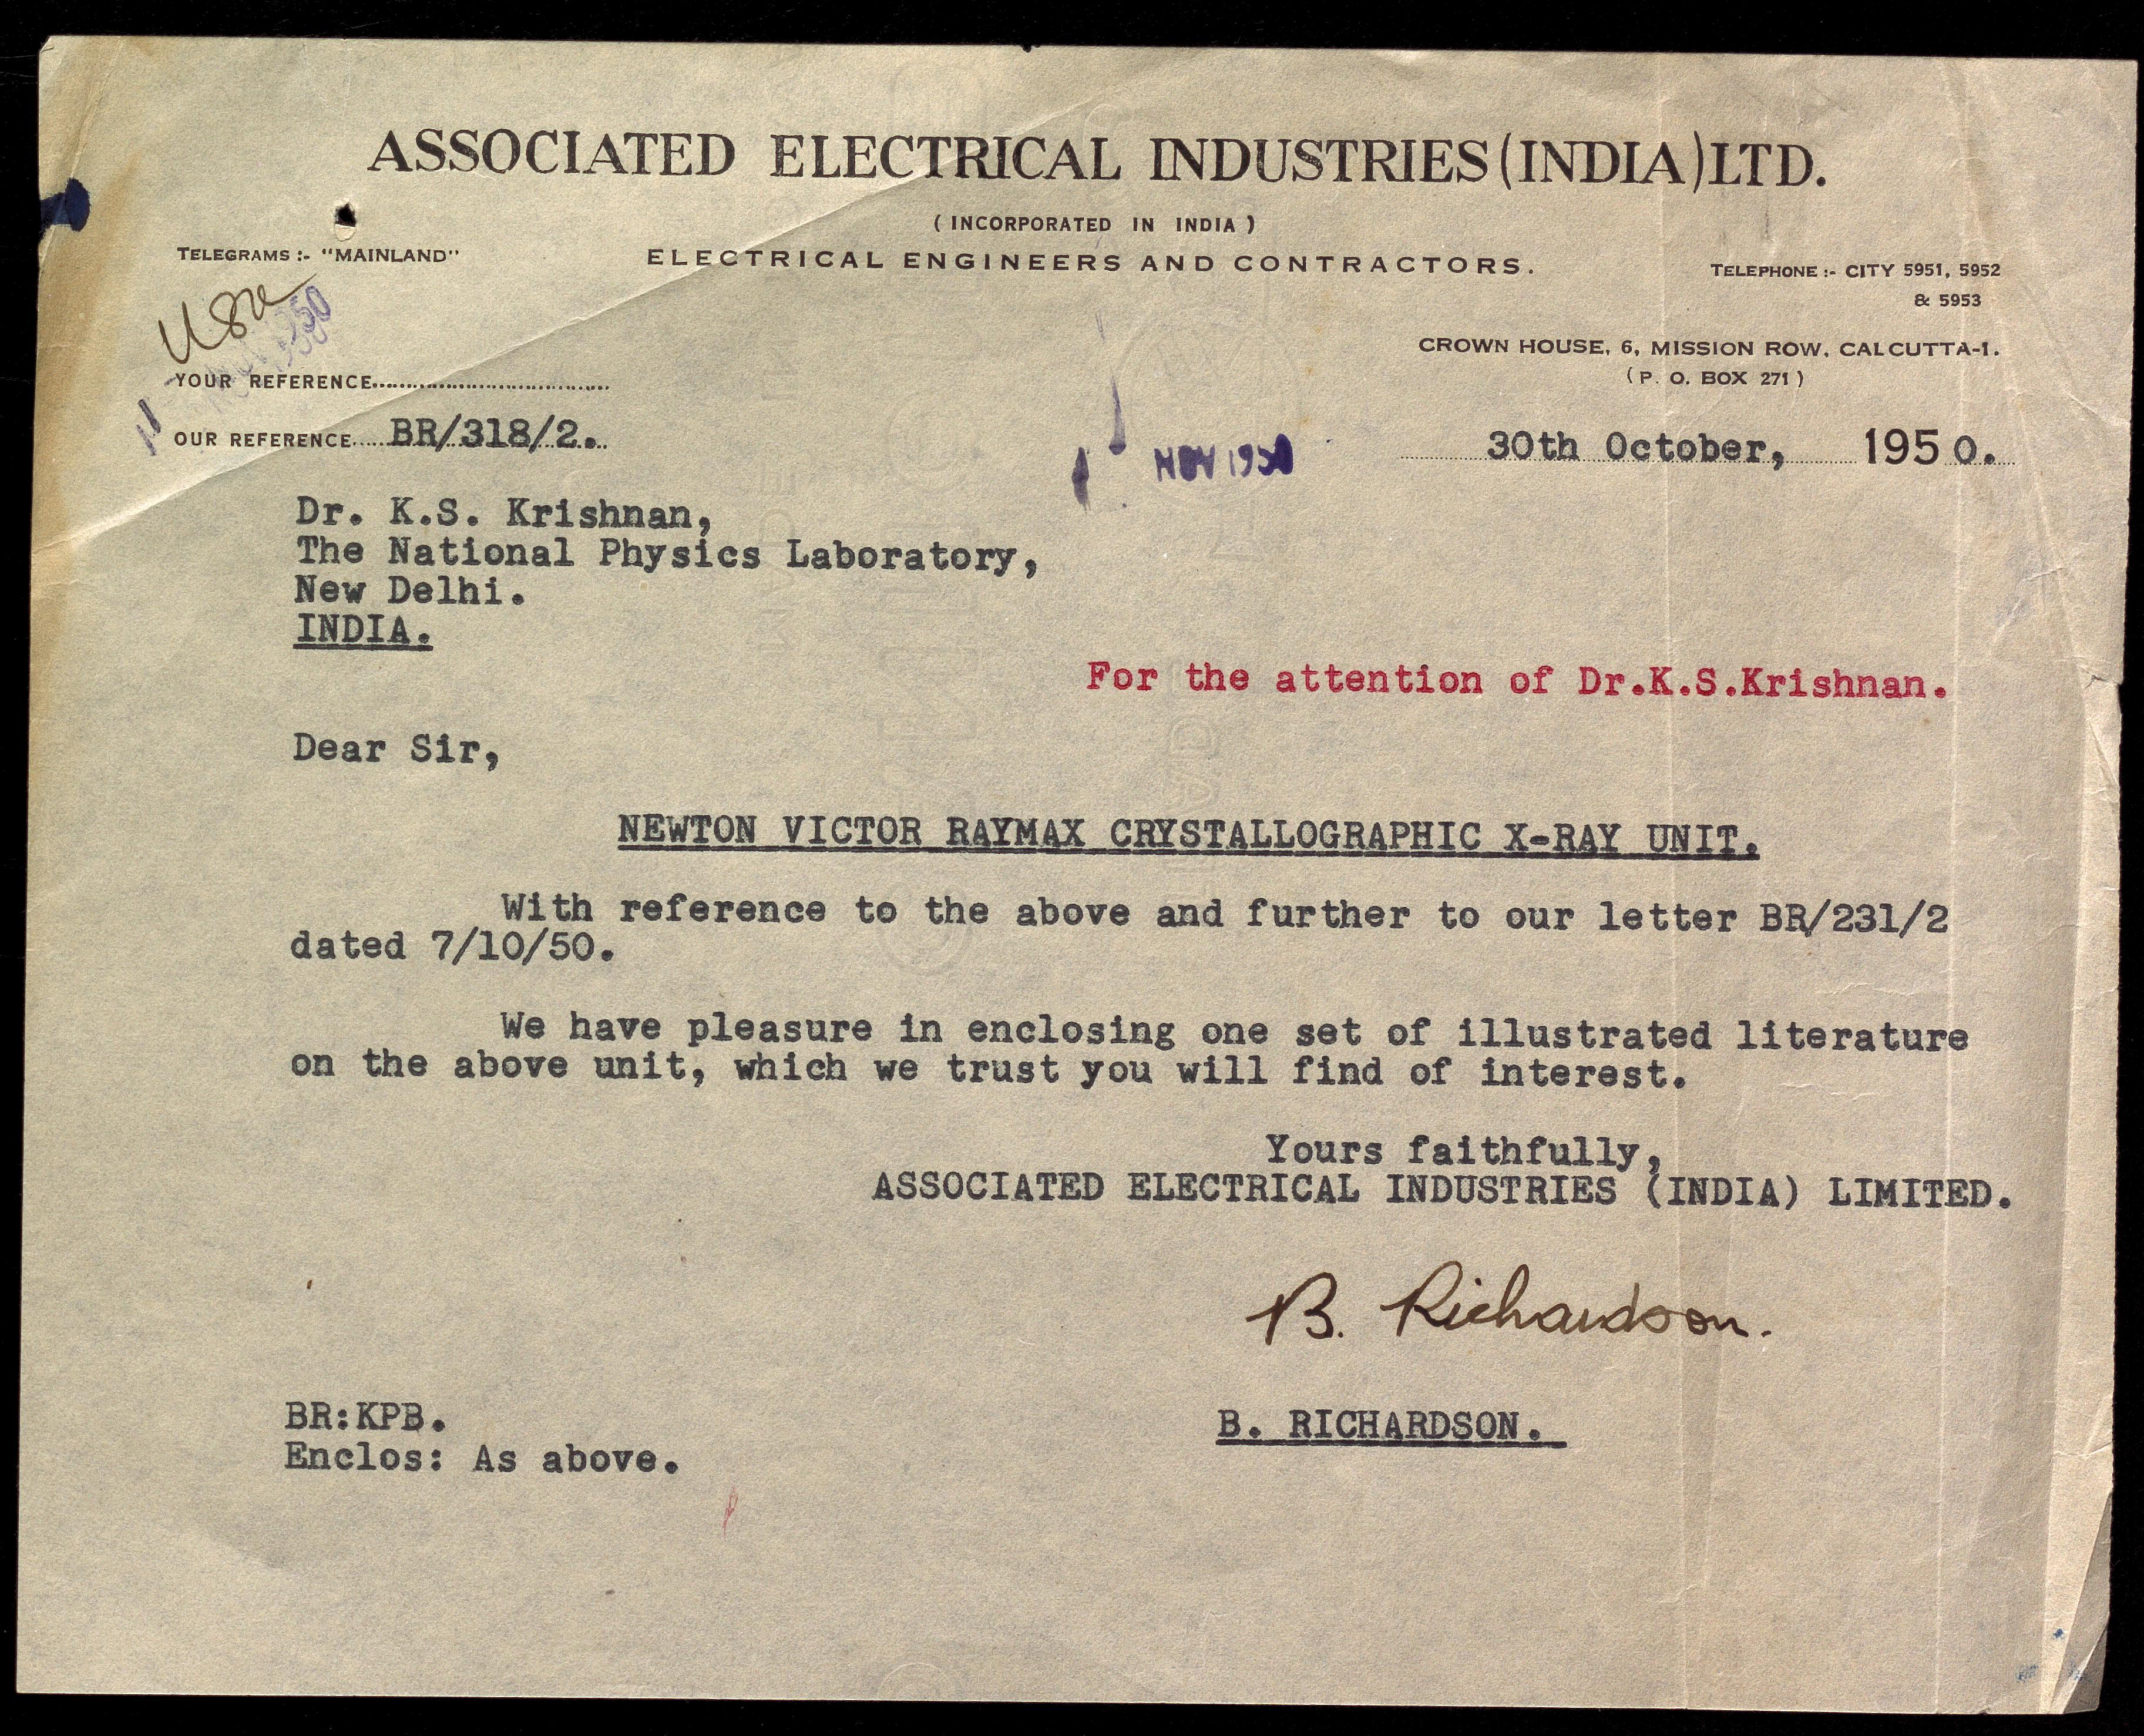 ASSOCIATED ELECTRICAL INDUSTRIES (INDIA) LTD.
( INCORPORATED IN INDIA )
TELEGRAMS :- "MAINLAND"
ELECTRICAL ENGINEERS AND CONTRACTORS.
TELEPHONE :- CITY 5951, 5952
& 5953
CROWN HOUSE, 6, MISSION ROW, CALCUTTA-1.
( P. O. BOX 271 )
YOUR REFERENCE
OUR REFERENCE BR/318/2.
NOV 1950
30th October, 1950.
Dr. K.S. Krishnan,
The National Physics Laboratory,
New Delhi.
INDIA.
For the attention of Dr.K.S.Krishnan.
Dear Sir,
NEWTON VICTOR RAYMAX CRYSTALLOGRAPHIC X-RAY UNIT.
With reference to the above and further to our letter BR/231/2
dated 7/10/50.
We have pleasure in enclosing one set of illustrated literature
on the above unit, which we trust you will find of interest.
Yours faithfully,
ASSOCIATED ELECTRICAL INDUSTRIES (INDIA) LIMITED.
B. Richardson.
B. RICHARDSON.
BR:KPB.
Enclos: As above.